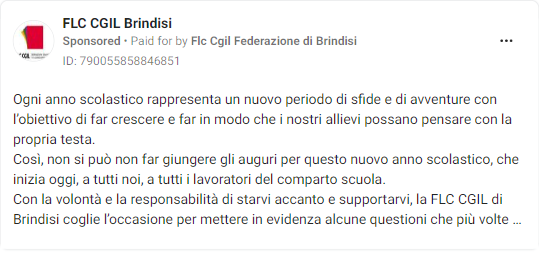 FLC CGIL Brindisi
Sponsored • Paid for by Flc Cgil Federazione di Brindisi
CGIL
ID: 790055858846851
Ogni anno scolastico rappresenta un nuovo periodo di sfide e di avventure con
l'obiettivo di far crescere e far in modo che i nostri allievi possano pensare con la
propria testa.
Così, non si può non far giungere gli auguri per questo nuovo anno scolastico, che
inizia oggi, a tutti noi, a tutti i lavoratori del comparto scuola.
Con la volontà e la responsabilità di starvi accanto e supportarvi, la FLC CGIL di
Brindisi coglie l'occasione per mettere in evidenza alcune questioni che più volte ...